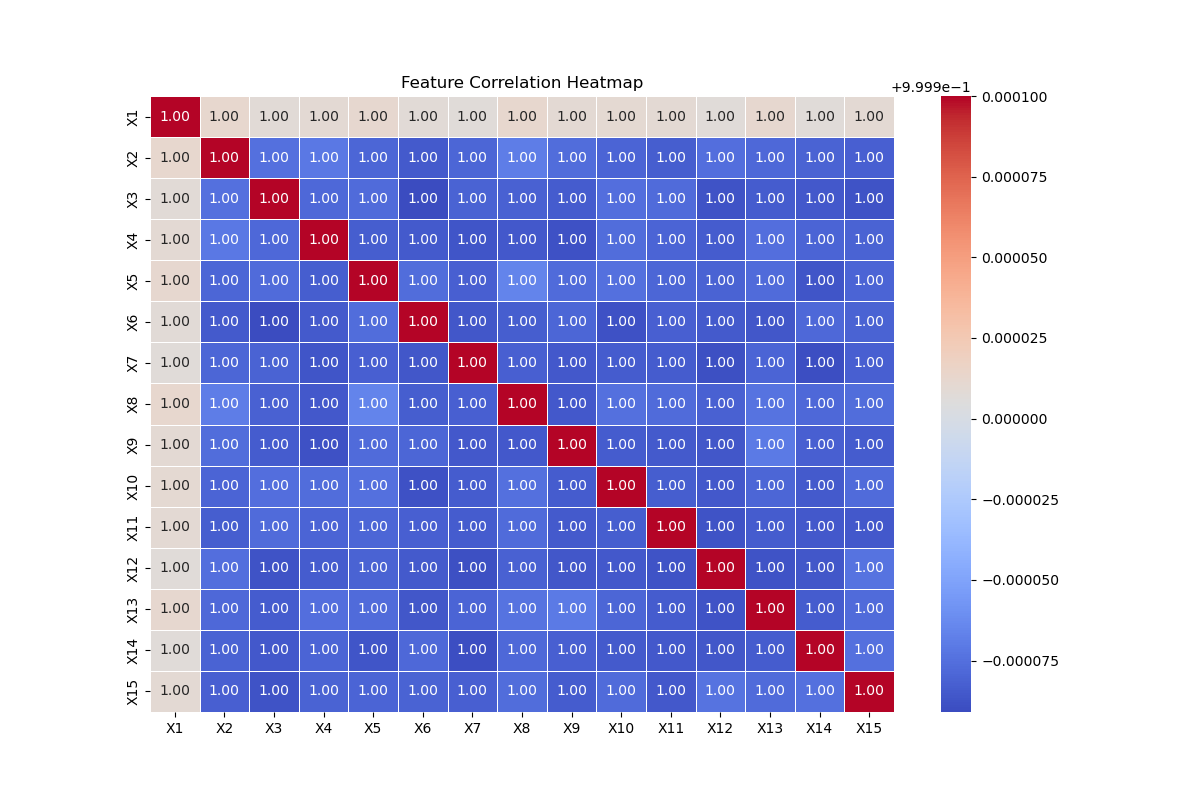 Feature Correlation Heatmap
+9.999e−1
X1 1.00 1.00 1.00 1.00 1.00 1.00 1.00 1.00 1.00 1.00 1.00 1.00 1.00 1.00 1.00
X2 1.00 1.00 1.00 1.00 1.00 1.00 1.00 1.00 1.00 1.00 1.00 1.00 1.00 1.00 1.00
X3 1.00 1.00 1.00 1.00 1.00 1.00 1.00 1.00 1.00 1.00 1.00 1.00 1.00 1.00 1.00
X4 1.00 1.00 1.00 1.00 1.00 1.00 1.00 1.00 1.00 1.00 1.00 1.00 1.00 1.00 1.00
X5 1.00 1.00 1.00 1.00 1.00 1.00 1.00 1.00 1.00 1.00 1.00 1.00 1.00 1.00 1.00
X6 1.00 1.00 1.00 1.00 1.00 1.00 1.00 1.00 1.00 1.00 1.00 1.00 1.00 1.00 1.00
X7 1.00 1.00 1.00 1.00 1.00 1.00 1.00 1.00 1.00 1.00 1.00 1.00 1.00 1.00 1.00
X8 1.00 1.00 1.00 1.00 1.00 1.00 1.00 1.00 1.00 1.00 1.00 1.00 1.00 1.00 1.00
X9 1.00 1.00 1.00 1.00 1.00 1.00 1.00 1.00 1.00 1.00 1.00 1.00 1.00 1.00 1.00
X10 1.00 1.00 1.00 1.00 1.00 1.00 1.00 1.00 1.00 1.00 1.00 1.00 1.00 1.00 1.00
X11 1.00 1.00 1.00 1.00 1.00 1.00 1.00 1.00 1.00 1.00 1.00 1.00 1.00 1.00 1.00
X12 1.00 1.00 1.00 1.00 1.00 1.00 1.00 1.00 1.00 1.00 1.00 1.00 1.00 1.00 1.00
X13 1.00 1.00 1.00 1.00 1.00 1.00 1.00 1.00 1.00 1.00 1.00 1.00 1.00 1.00 1.00
X14 1.00 1.00 1.00 1.00 1.00 1.00 1.00 1.00 1.00 1.00 1.00 1.00 1.00 1.00 1.00
X15 1.00 1.00 1.00 1.00 1.00 1.00 1.00 1.00 1.00 1.00 1.00 1.00 1.00 1.00 1.00
X1 X2 X3 X4 X5 X6 X7 X8 X9 X10 X11 X12 X13 X14 X15
0.000100
0.000075
0.000050
0.000025
0.000000
−0.000025
−0.000050
−0.000075